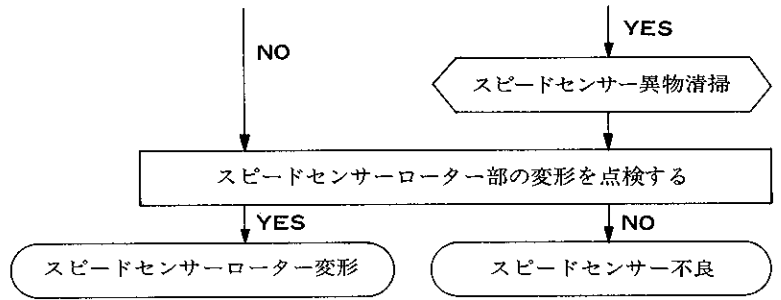 NO
YES
スピードセンサー異物清掃
スピードセンサーローター部の変形を点検する
YES
NO
スピードセンサーローター変形
スピードセンサー不良